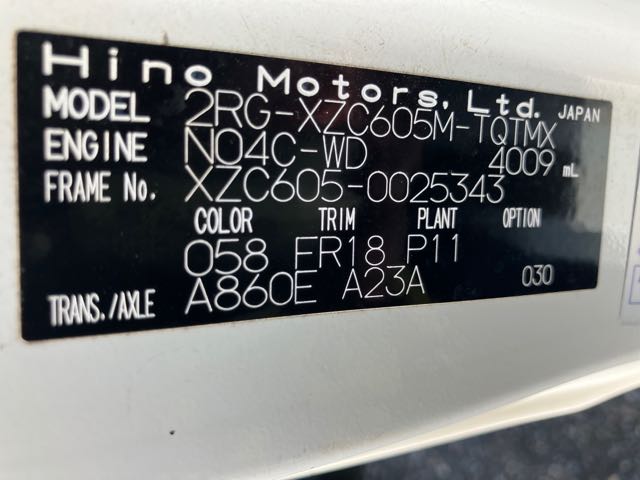 Hino Motors, Ltd. JAPAN
MODEL 2RG-XZC605M-TQTMX
ENGINE N04C-WD 4009 mL
FRAME No. XZC605-0025343
COLOR TRIM PLANT OPTION
058 FR18 P11
TRANS./AXLE A860E A23A 030